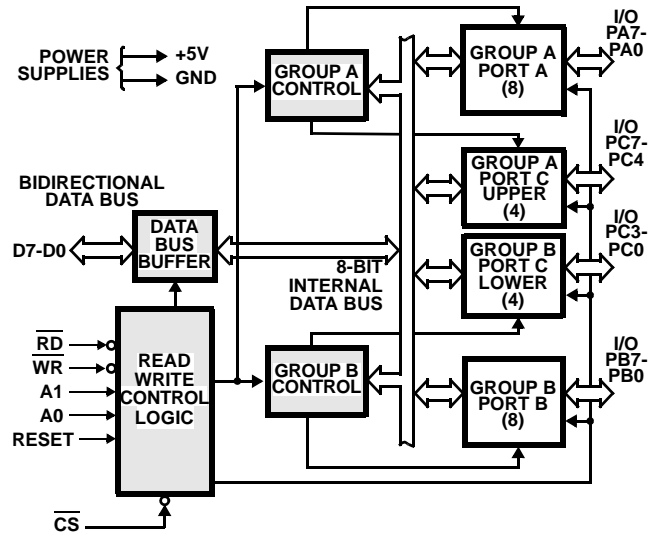 POWER
SUPPLIES
+5V
GND
GROUP A
CONTROL
GROUP A
PORT A
(8)
I/O
PA7-
PA0
GROUP A
PORT C
UPPER
(4)
I/O
PC7-
PC4
BIDIRECTIONAL
DATA BUS
D7-D0
DATA
BUS
BUFFER
8-BIT
INTERNAL
DATA BUS
GROUP B
PORT C
LOWER
(4)
I/O
PC3-
PC0
RD
WR
A1
A0
RESET
READ
WRITE
CONTROL
LOGIC
GROUP B
CONTROL
GROUP B
PORT B
(8)
I/O
PB7-
PB0
CS